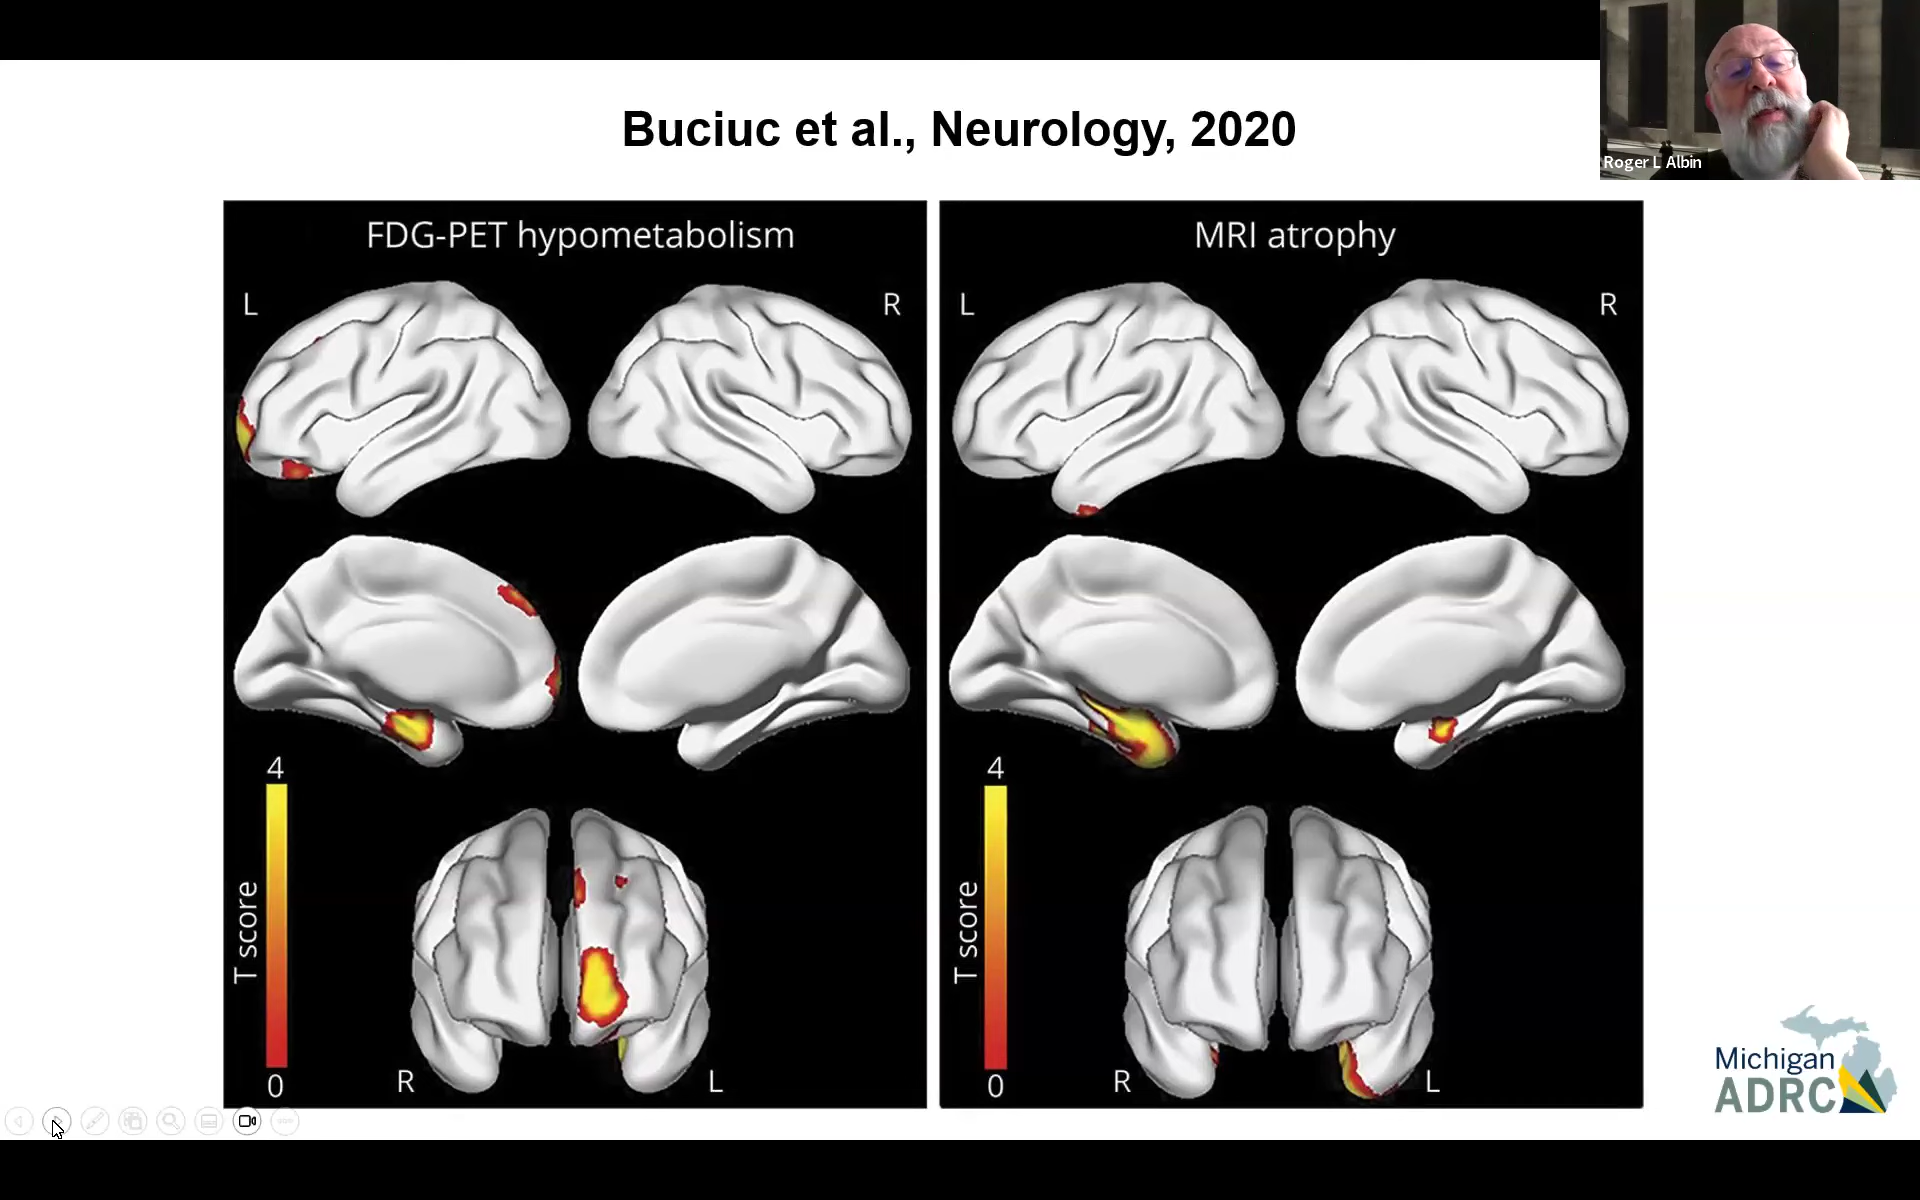 Buciuc et al., Neurology, 2020
Roger L Albin
FDG-PET hypometabolism
L
R
4
T score
0
R
L
MRI atrophy
L
R
4
T score
0
R
L
Michigan
ADRC